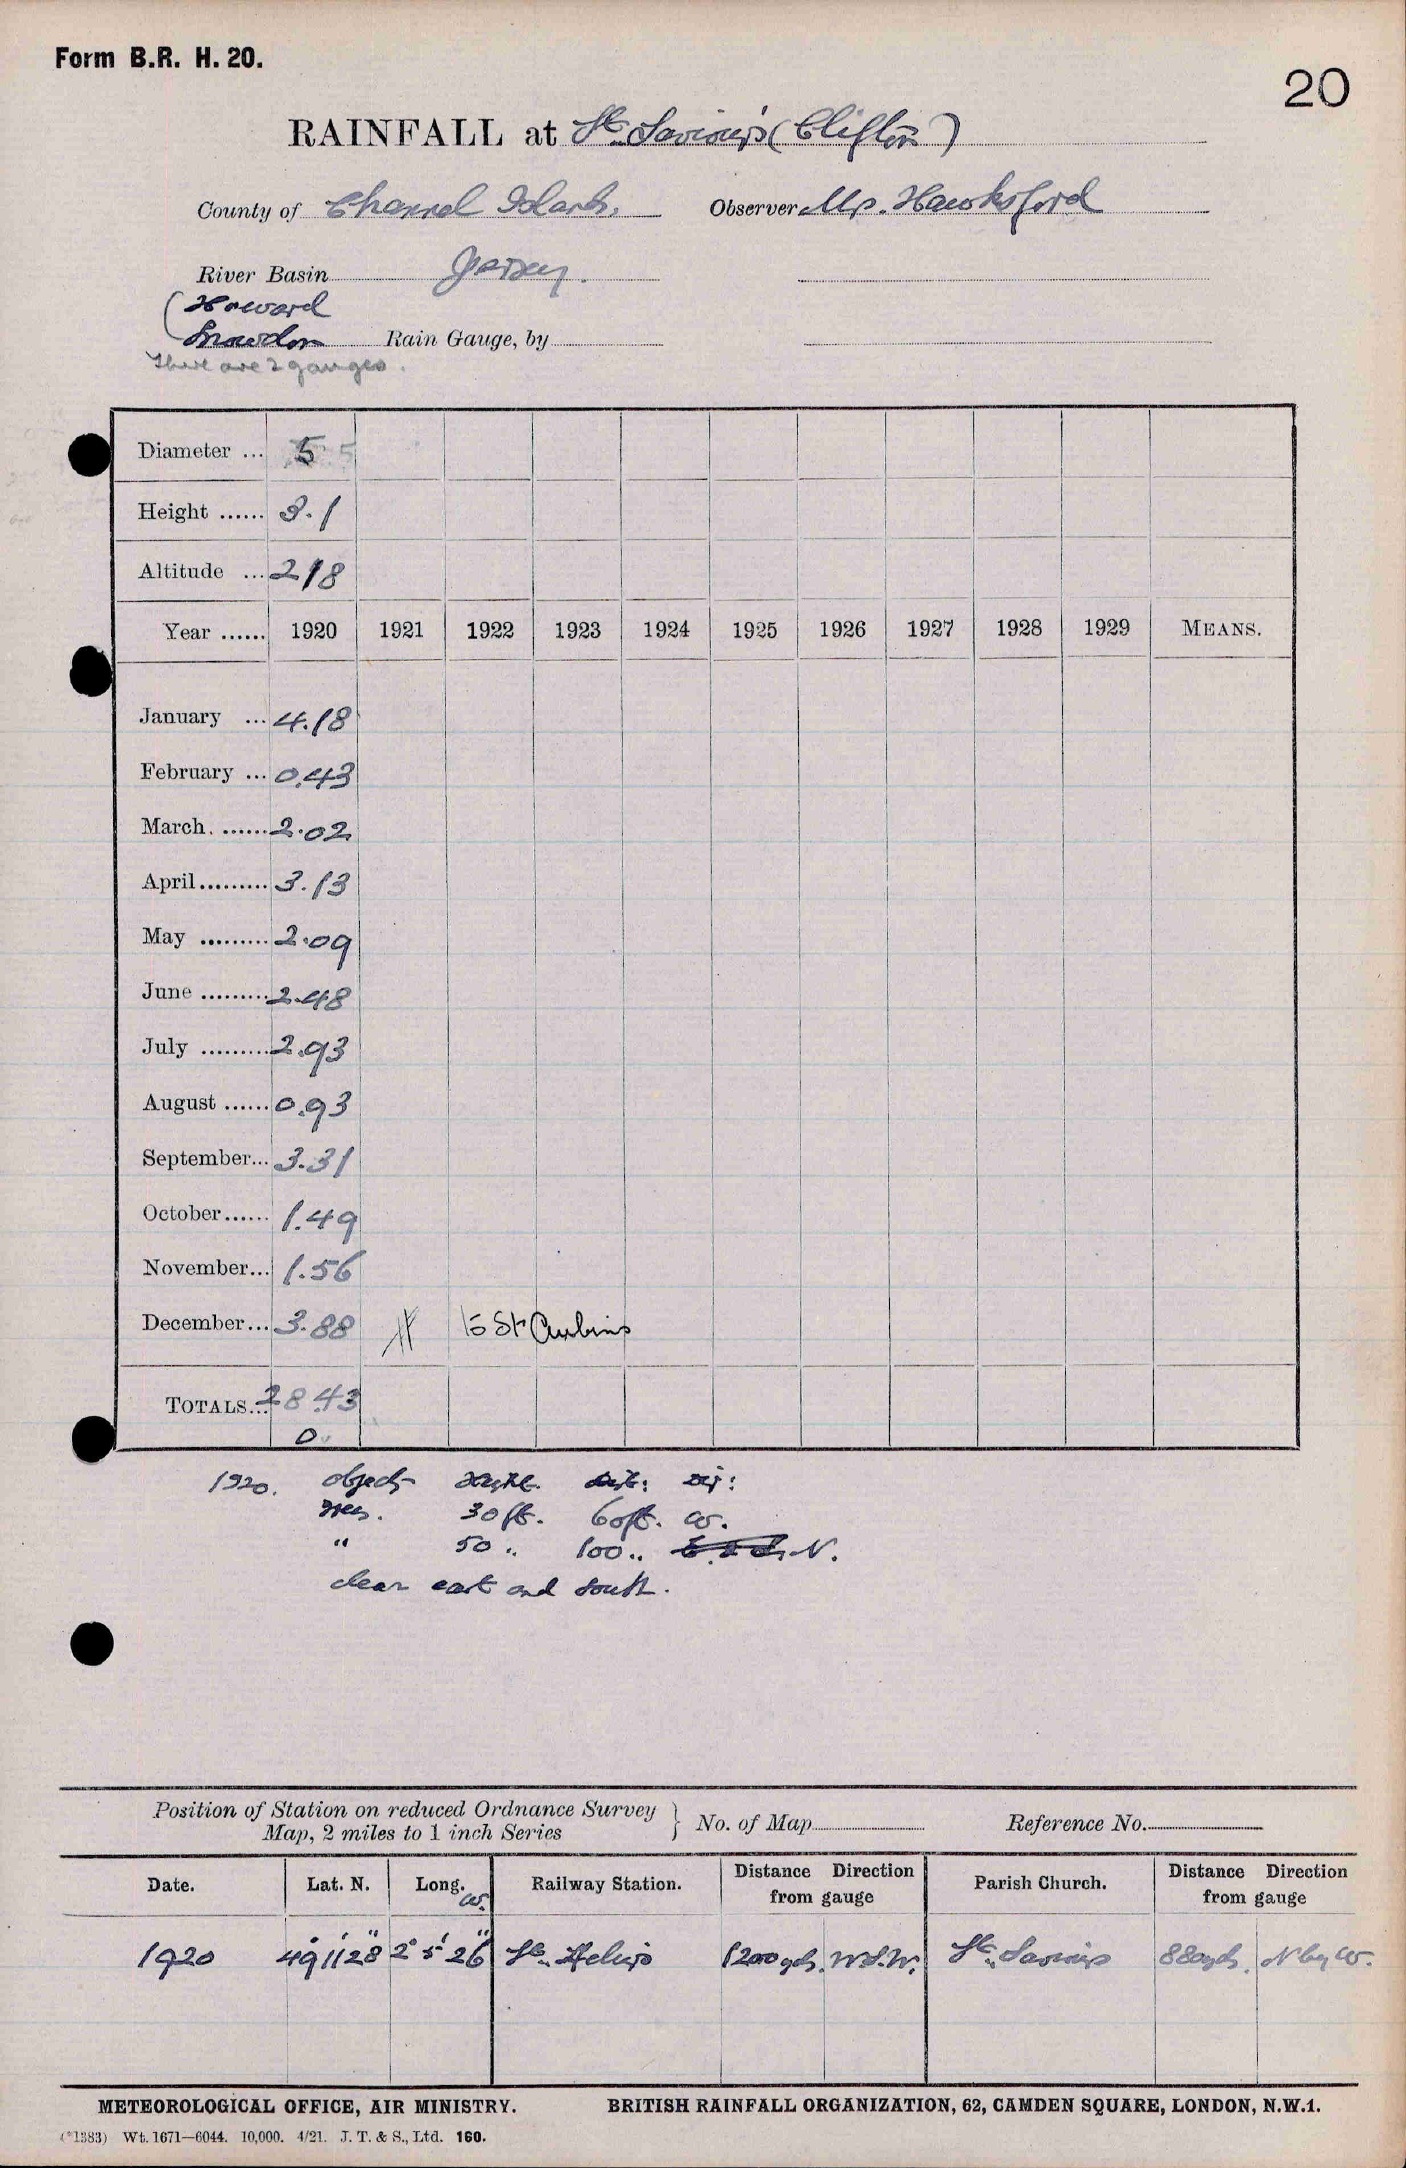 Form B.R. H. 20.
20
RAINFALL at St. Saviour's (Clifton)
County of Channel Islands. Observer Mr. Hawksford
River Basin Jersey.
(Howard
Snowdon Rain Gauge, by
There are 2 gauges.
Diameter ... 5
Height ...... 3.1
Altitude ... 218
Year ...... 1920 1921 1922 1923 1924 1925 1926 1927 1928 1929 MEANS.
January ... 4.18
February ... 0.43
March. ...... 2.02
April......... 3.13
May ......... 2.09
June ......... 2.48
July ......... 2.93
August ...... 0.93
September... 3.31
October...... 1.49
November... 1.56
December... 3.88 to St Aubins
TOTALS... 28.43
0
1920. objects height. dist: dir:
trees. 30 ft. 60 ft. W.
" 50 " 100 " N.
clear east and south.
Position of Station on reduced Ordnance Survey
Map, 2 miles to 1 inch Series } No. of Map Reference No.
Date. Lat. N. Long. W. Railway Station. Distance Direction from gauge Parish Church. Distance Direction from gauge
1920 49° 11' 28" 2° 5' 26" St. Heliers 1200 yds. W.S.W. St. Saviours 880 yds. N by W.
METEOROLOGICAL OFFICE, AIR MINISTRY. BRITISH RAINFALL ORGANIZATION, 62, CAMDEN SQUARE, LONDON, N.W.1.
(*1383) Wt. 1671—6044. 10,000. 4/21. J. T. & S., Ltd. 160.